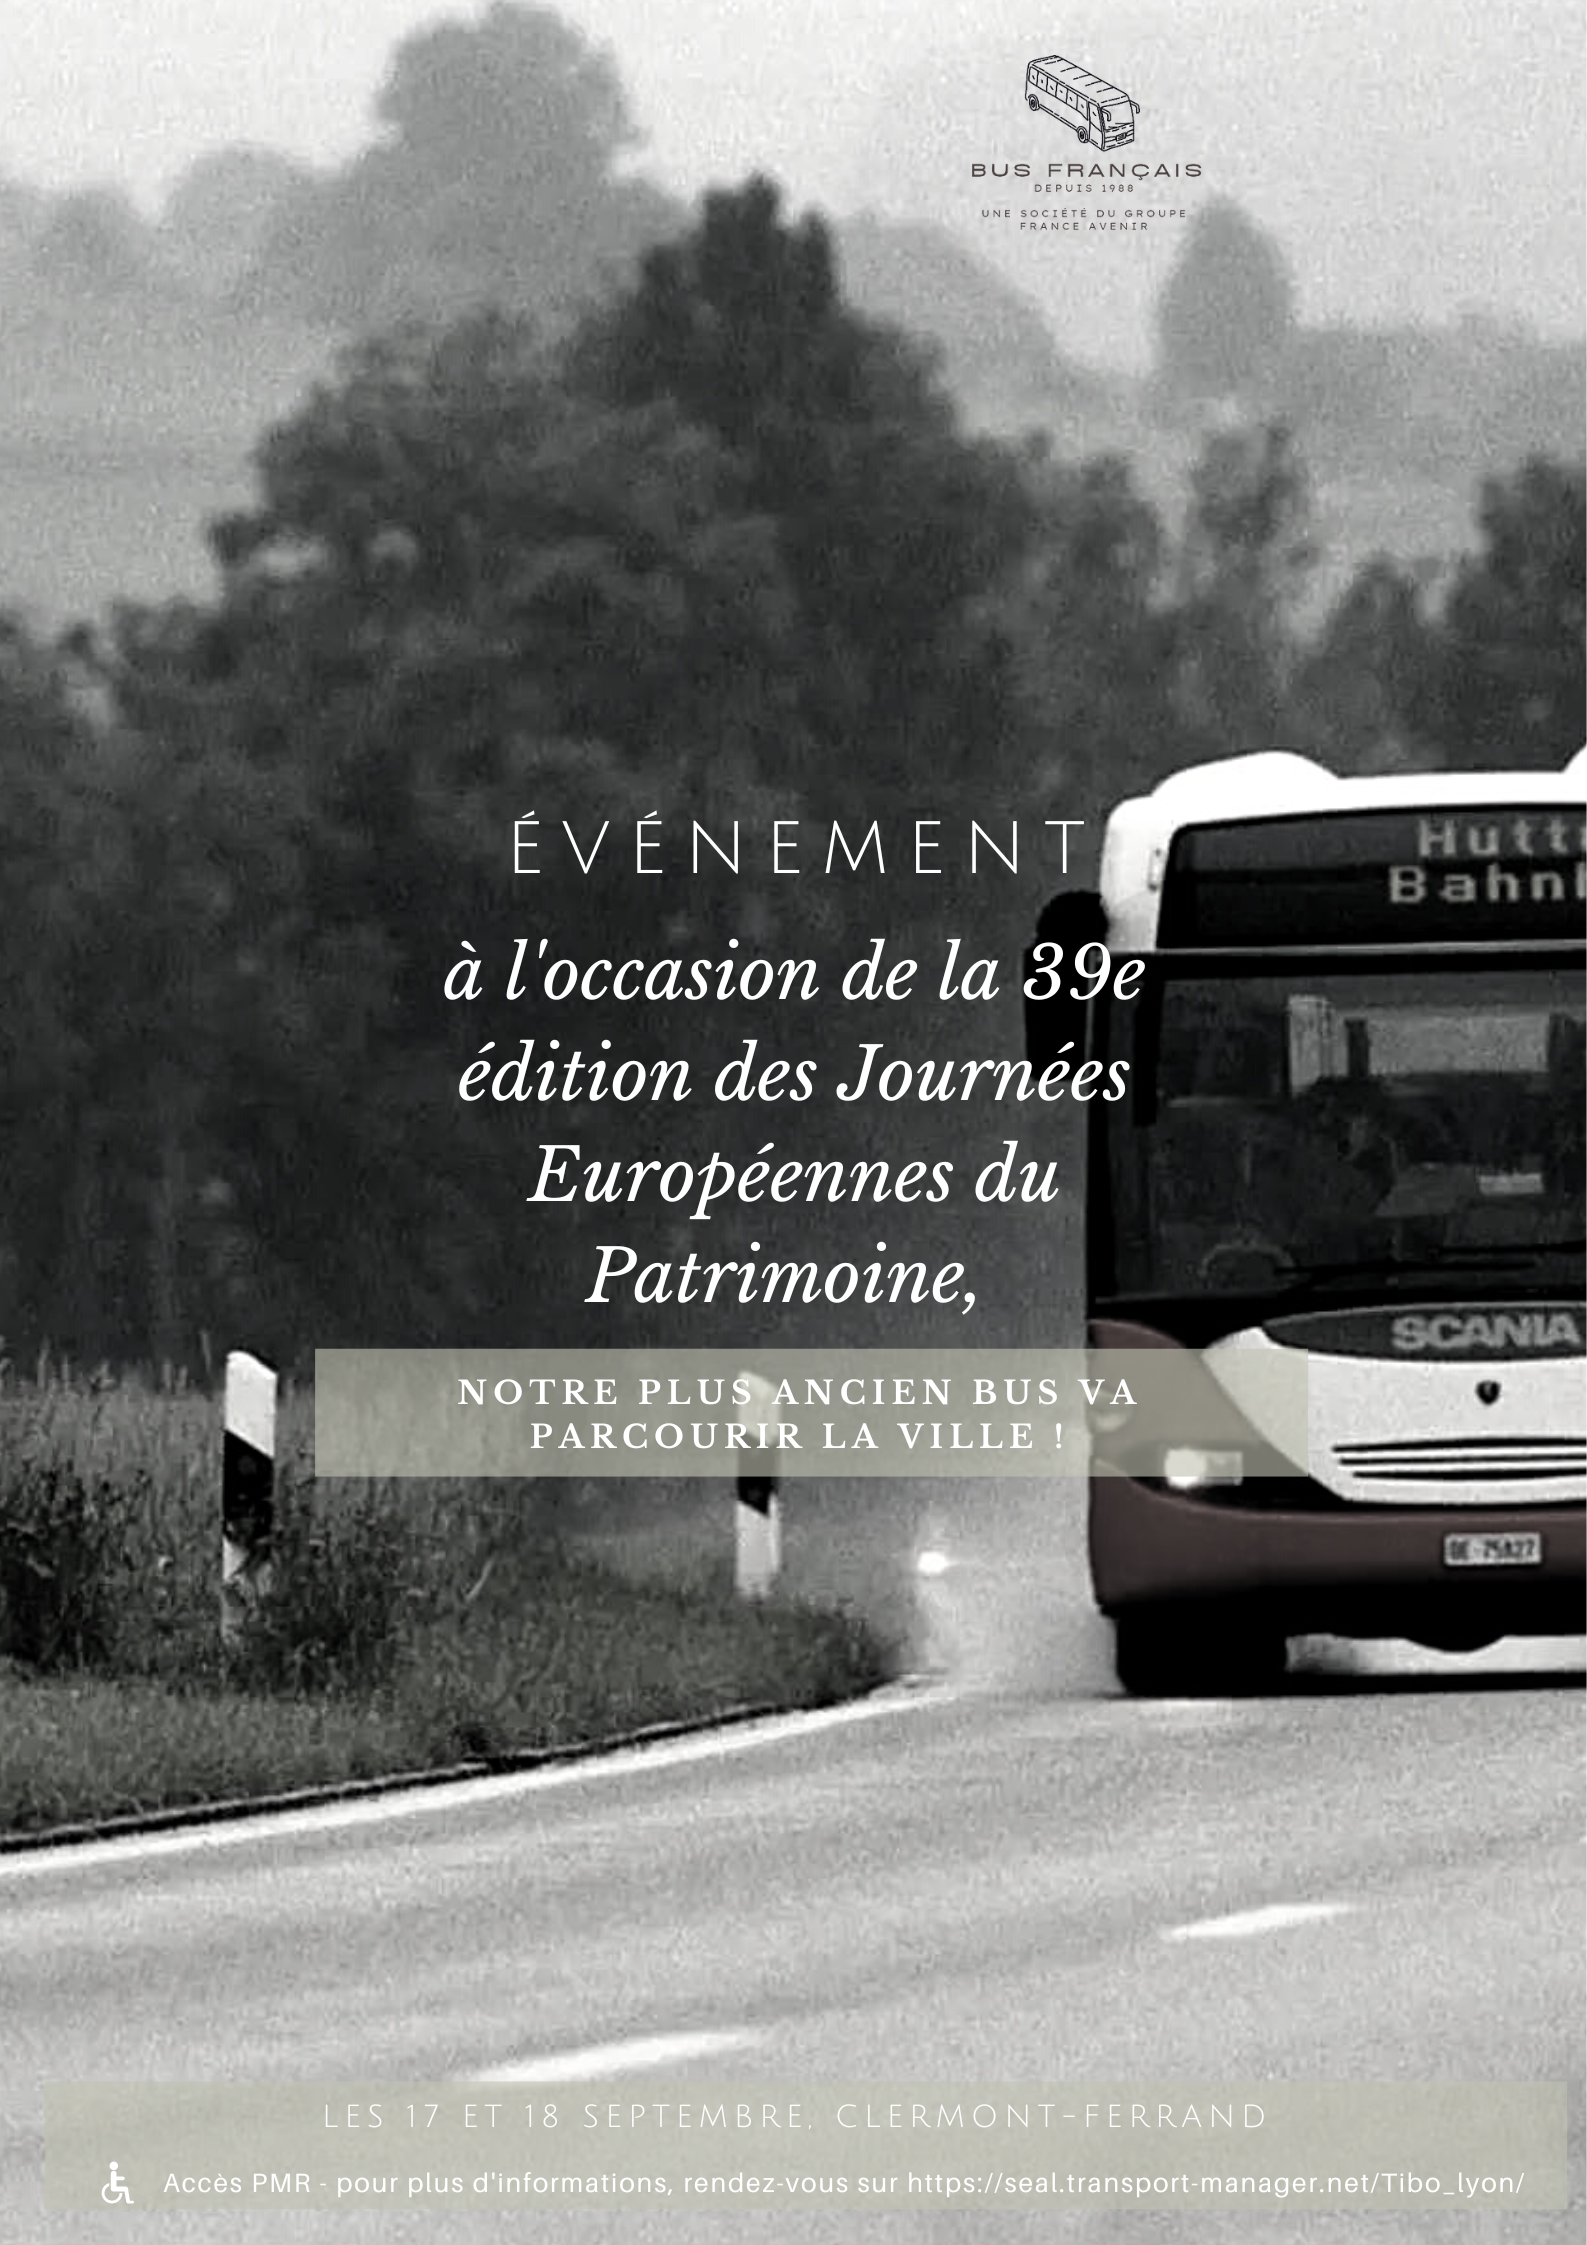 BUS FRANÇAIS
DEPUIS 1988
UNE SOCIÉTÉ DU GROUPE
FRANCE AVENIR
ÉVÉNEMENT
à l'occasion de la 39e
édition des Journées
Européennes du
Patrimoine,
NOTRE PLUS ANCIEN BUS VA
PARCOURIR LA VILLE !
SCANIA
LES 17 ET 18 SEPTEMBRE, CLERMONT-FERRAND
Accès PMR - pour plus d'informations, rendez-vous sur https://seal.transport-manager.net/Tibo_lyon/